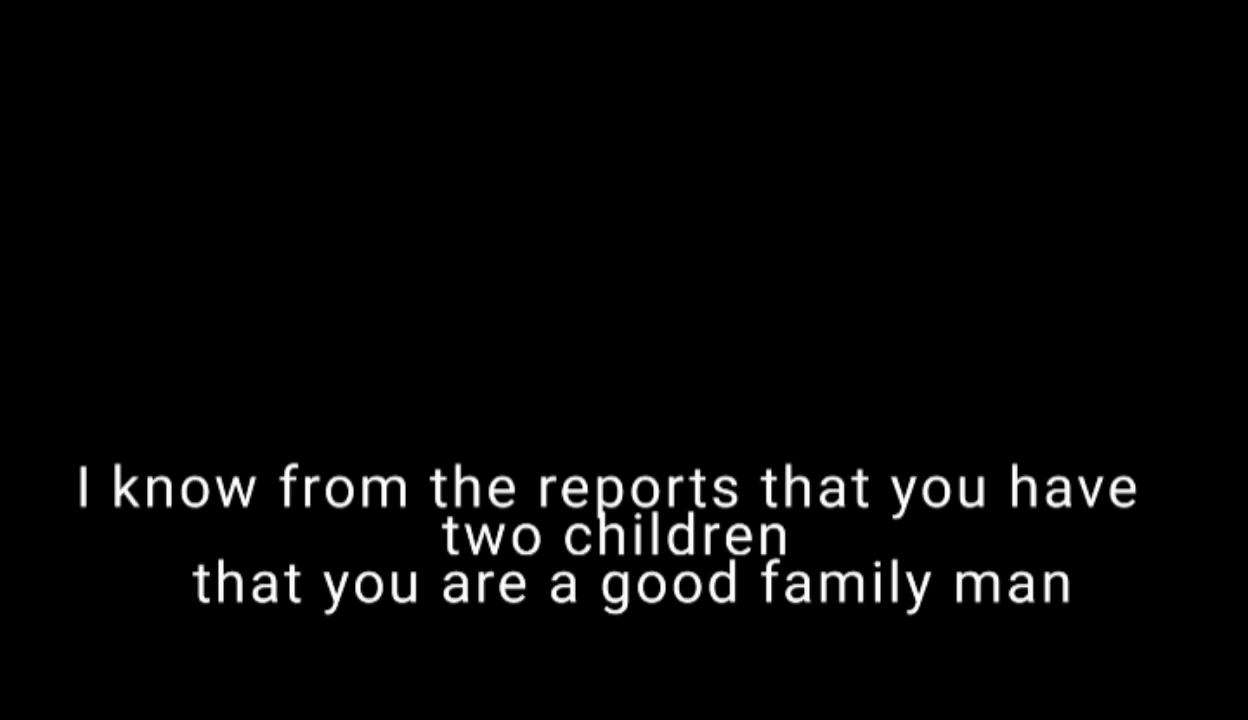 I know from the reports that you have
two children
that you are a good family man